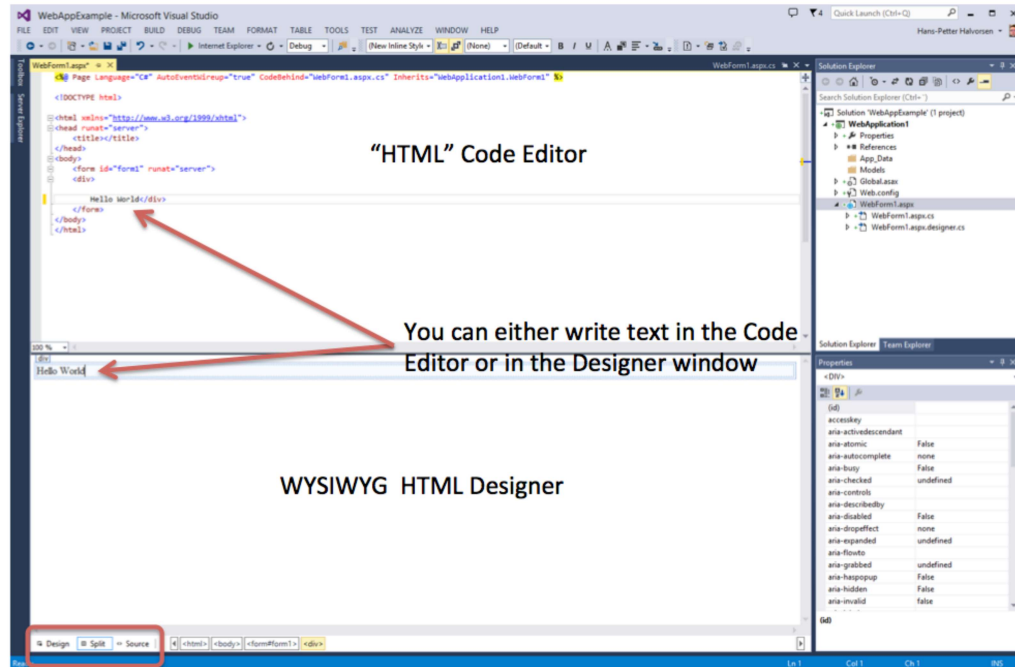 WebAppExample - Microsoft Visual Studio
4 Quick Launch (Ctrl+Q)
FILE EDIT VIEW PROJECT BUILD DEBUG TEAM FORMAT TABLE TOOLS TEST ANALYZE WINDOW HELP
Hans-Petter Halvorsen
Internet Explorer Debug (New Inline Style (None) (Default B I U A
Toolbox
Server Explorer
WebForm1.aspx*
WebForm1.aspx.cs
<%@ Page Language="C#" AutoEventWireup="true" CodeBehind="WebForm1.aspx.cs" Inherits="WebApplication1.WebForm1" %>
<!DOCTYPE html>
<html xmlns="http://www.w3.org/1999/xhtml">
<head runat="server">
<title></title>
</head>
<body>
<form id="form1" runat="server">
<div>
Hello World</div>
</form>
</body>
</html>
“HTML” Code Editor
You can either write text in the Code
Editor or in the Designer window
100 %
div
Hello World
WYSIWYG HTML Designer
Design Split Source <html> <body> <form#form1> <div>
Solution Explorer
Search Solution Explorer (Ctrl+¨)
Solution 'WebAppExample' (1 project)
WebApplication1
Properties
References
App_Data
Models
Global.asax
Web.config
WebForm1.aspx
WebForm1.aspx.cs
WebForm1.aspx.designer.cs
Solution Explorer Team Explorer
Properties
<DIV>
(id)
accesskey
aria-activedescendant
aria-atomic False
aria-autocomplete none
aria-busy False
aria-checked undefined
aria-controls
aria-describedby
aria-disabled False
aria-dropeffect none
aria-expanded undefined
aria-flowto
aria-grabbed undefined
aria-haspopup False
aria-hidden False
aria-invalid false
(id)
Ln 1 Col 1 Ch 1 INS